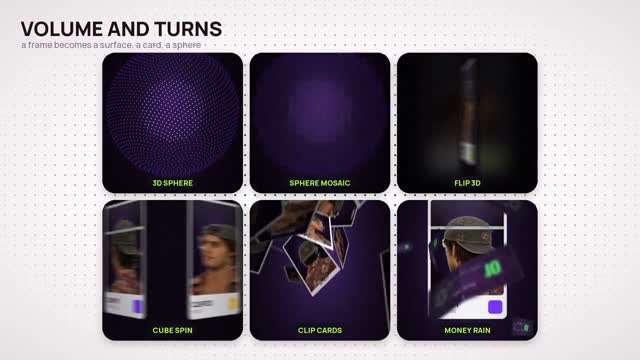 VOLUME AND TURNS
a frame becomes a surface, a card, a sphere
3D SPHERE
SPHERE MOSAIC
FLIP 3D
CUBE SPIN
CLIP CARDS
MONEY RAIN